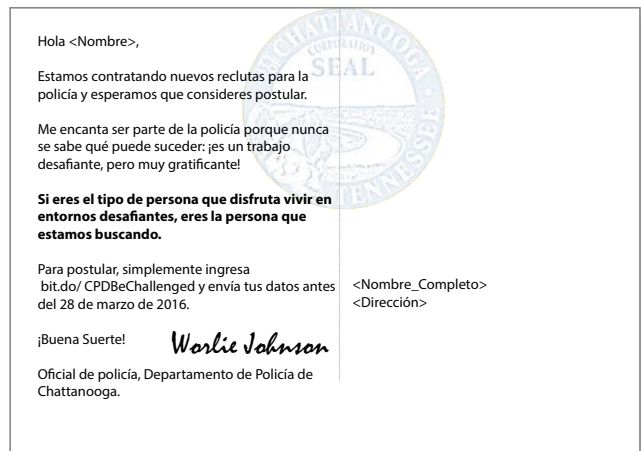 Hola <Nombre>,
Estamos contratando nuevos reclutas para la
policía y esperamos que consideres postular.
Me encanta ser parte de la policía porque nunca
se sabe qué puede suceder: ¡es un trabajo
desafiante, pero muy gratificante!
Si eres el tipo de persona que disfruta vivir en
entornos desafiantes, eres la persona que
estamos buscando.
Para postular, simplemente ingresa
bit.do/ CPDBeChallenged y envía tus datos antes
del 28 de marzo de 2016.
¡Buena Suerte!
Worlie Johnson
Oficial de policía, Departamento de Policía de
Chattanooga.
<Nombre_Completo>
<Dirección>
CHATTANOOGA
CORPORATION
SEAL
TENNESSEE